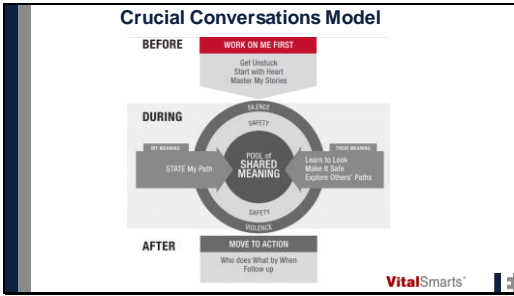 Crucial Conversations Model
BEFORE
WORK ON ME FIRST
Get Unstuck
Start with Heart
Master My Stories
DURING
SILENCE
SAFETY
MY MEANING
STATE My Path
POOL of
SHARED
MEANING
THEIR MEANING
Learn to Look
Make It Safe
Explore Others' Paths
SAFETY
VIOLENCE
AFTER
MOVE TO ACTION
Who does What by When
Follow up
VitalSmarts